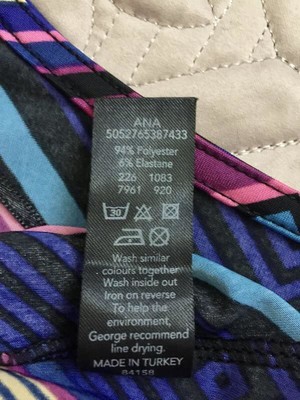 ANA
5052765387433
94% Polyester
6% Elastane
226 1083
7961 920
30
Wash similar
colours together
Wash inside out
Iron on reverse
To help the
environment,
George recommend
line drying.
MADE IN TURKEY
84158